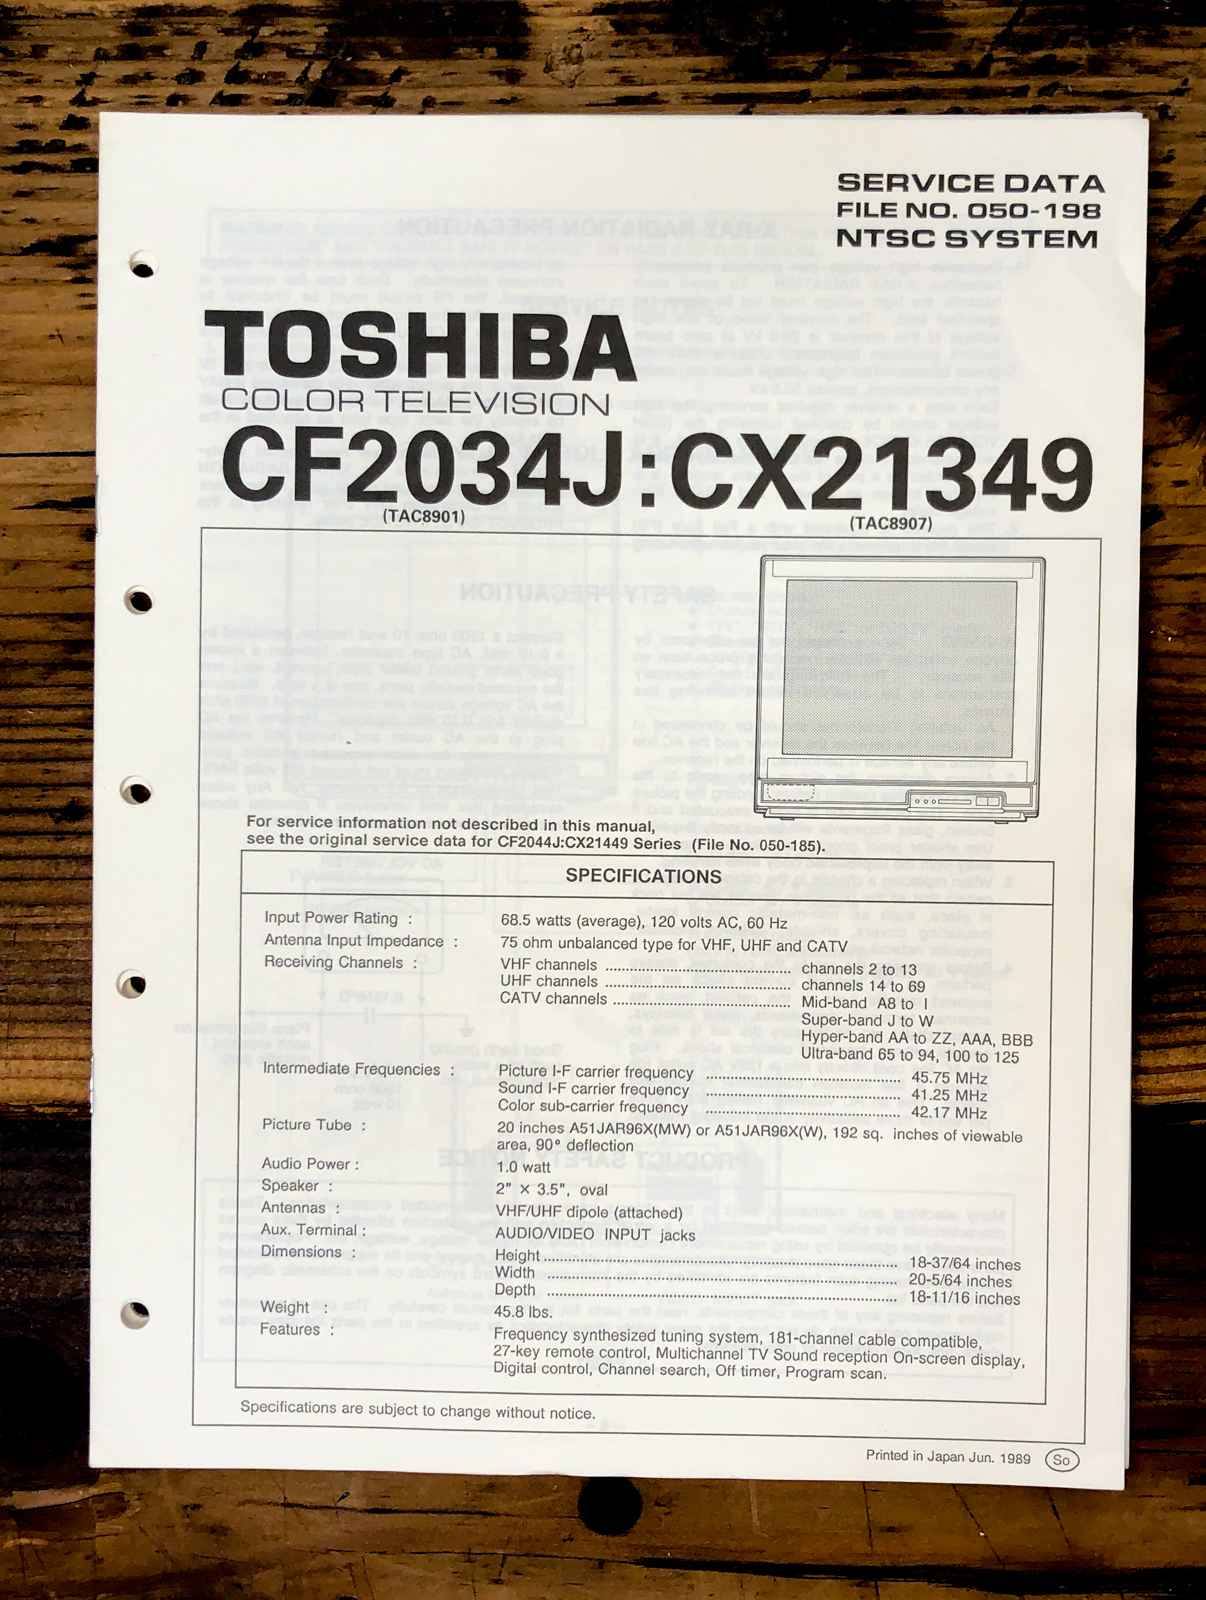 SERVICE DATA
FILE NO. 050-198
NTSC SYSTEM
TOSHIBA
COLOR TELEVISION
CF2034J:CX21349
(TAC8901) (TAC8907)
For service information not described in this manual,
see the original service data for CF2044J:CX21449 Series (File No. 050-185).
SPECIFICATIONS
Input Power Rating : 68.5 watts (average), 120 volts AC, 60 Hz
Antenna Input Impedance : 75 ohm unbalanced type for VHF, UHF and CATV
Receiving Channels : VHF channels ........ channels 2 to 13
UHF channels ........ channels 14 to 69
CATV channels ........ Mid-band A8 to I
Super-band J to W
Hyper-band AA to ZZ, AAA, BBB
Ultra-band 65 to 94, 100 to 125
Intermediate Frequencies : Picture I-F carrier frequency ........ 45.75 MHz
Sound I-F carrier frequency ........ 41.25 MHz
Color sub-carrier frequency ........ 42.17 MHz
Picture Tube : 20 inches A51JAR96X(MW) or A51JAR96X(W), 192 sq. inches of viewable
area, 90° deflection
Audio Power : 1.0 watt
Speaker : 2" × 3.5", oval
Antennas : VHF/UHF dipole (attached)
Aux. Terminal : AUDIO/VIDEO INPUT jacks
Dimensions : Height ........ 18-37/64 inches
Width ........ 20-5/64 inches
Depth ........ 18-11/16 inches
Weight : 45.8 lbs.
Features : Frequency synthesized tuning system, 181-channel cable compatible,
27-key remote control, Multichannel TV Sound reception On-screen display,
Digital control, Channel search, Off timer, Program scan.
Specifications are subject to change without notice.
Printed in Japan Jun. 1989 So